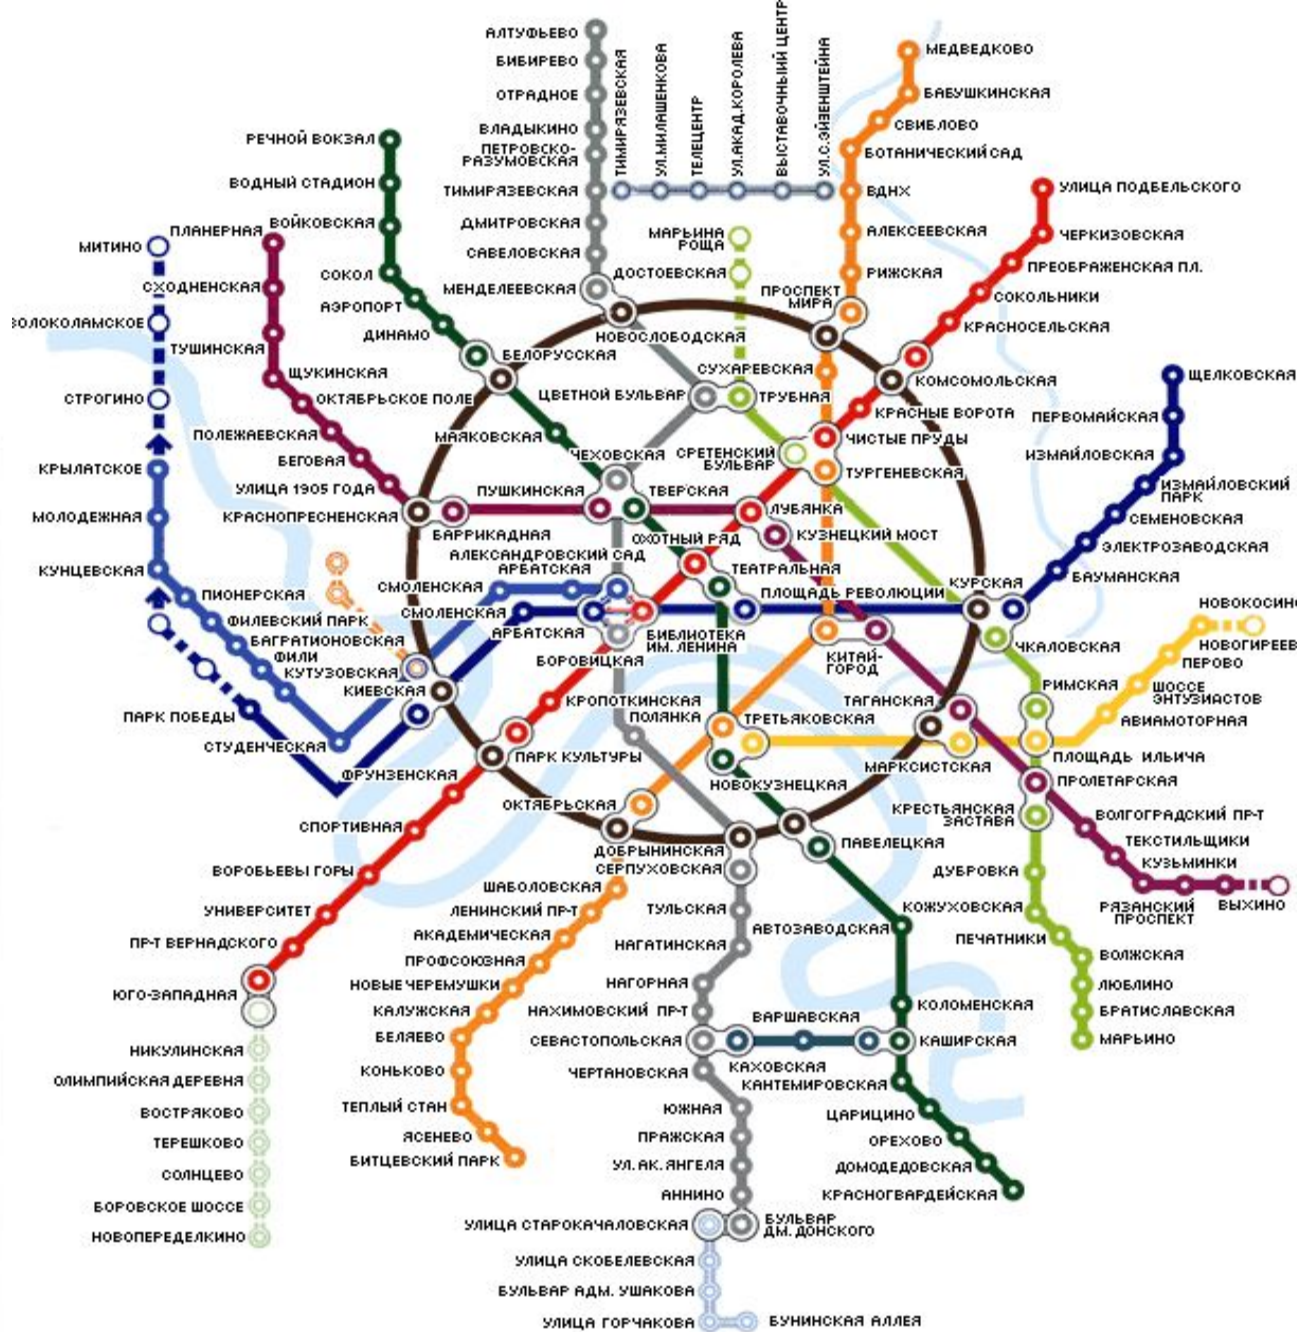 АЛТУФЬЕВО
БИБИРЕВО
ОТРАДНОЕ
ВЛАДЫКИНО
ПЕТРОВСКО-
РАЗУМОВСКАЯ
ТИМИРЯЗЕВСКАЯ
ДМИТРОВСКАЯ
САВЕЛОВСКАЯ
МЕНДЕЛЕЕВСКАЯ
ТИМИРЯЗЕВСКАЯ
УЛ.МИЛАШЕНКОВА
ТЕЛЕЦЕНТР
УЛ.АКАД.КОРОЛЕВА
ВЫСТАВОЧНЫЙ ЦЕНТР
УЛ.С.ЭЙЗЕНШТЕЙНА
МЕДВЕДКОВО
БАБУШКИНСКАЯ
СВИБЛОВО
БОТАНИЧЕСКИЙ САД
ВДНХ
АЛЕКСЕЕВСКАЯ
РИЖСКАЯ
ПРОСПЕКТ
МИРА
МАРЬИНА
РОЩА
ДОСТОЕВСКАЯ
УЛИЦА ПОДБЕЛЬСКОГО
ЧЕРКИЗОВСКАЯ
ПРЕОБРАЖЕНСКАЯ ПЛ.
СОКОЛЬНИКИ
КРАСНОСЕЛЬСКАЯ
КОМСОМОЛЬСКАЯ
КРАСНЫЕ ВОРОТА
ЧИСТЫЕ ПРУДЫ
ТУРГЕНЕВСКАЯ
РЕЧНОЙ ВОКЗАЛ
ВОДНЫЙ СТАДИОН
ВОЙКОВСКАЯ
СОКОЛ
АЭРОПОРТ
ДИНАМО
БЕЛОРУССКАЯ
МАЯКОВСКАЯ
ПЛАНЕРНАЯ
СХОДНЕНСКАЯ
ТУШИНСКАЯ
ЩУКИНСКАЯ
ОКТЯБРЬСКОЕ ПОЛЕ
ПОЛЕЖАЕВСКАЯ
БЕГОВАЯ
УЛИЦА 1905 ГОДА
КРАСНОПРЕСНЕНСКАЯ
БАРРИКАДНАЯ
МИТИНО
ВОЛОКОЛАМСКОЕ
СТРОГИНО
КРЫЛАТСКОЕ
МОЛОДЕЖНАЯ
КУНЦЕВСКАЯ
ПИОНЕРСКАЯ
ФИЛЕВСКИЙ ПАРК
БАГРАТИОНОВСКАЯ
ФИЛИ
КУТУЗОВСКАЯ
КИЕВСКАЯ
ПАРК ПОБЕДЫ
СТУДЕНЧЕСКАЯ
НОВОСЛОБОДСКАЯ
СУХАРЕВСКАЯ
ЦВЕТНОЙ БУЛЬВАР
ТРУБНАЯ
СРЕТЕНСКИЙ
БУЛЬВАР
ЧЕХОВСКАЯ
ПУШКИНСКАЯ
ТВЕРСКАЯ
ЛУБЯНКА
КУЗНЕЦКИЙ МОСТ
ОХОТНЫЙ РЯД
ТЕАТРАЛЬНАЯ
ПЛОЩАДЬ РЕВОЛЮЦИИ
АЛЕКСАНДРОВСКИЙ САД
АРБАТСКАЯ
СМОЛЕНСКАЯ
СМОЛЕНСКАЯ
АРБАТСКАЯ
БИБЛИОТЕКА
ИМ. ЛЕНИНА
БОРОВИЦКАЯ
КИТАЙ-
ГОРОД
КУРСКАЯ
ЧКАЛОВСКАЯ
ЩЕЛКОВСКАЯ
ПЕРВОМАЙСКАЯ
ИЗМАЙЛОВСКАЯ
ИЗМАЙЛОВСКИЙ
ПАРК
СЕМЕНОВСКАЯ
ЭЛЕКТРОЗАВОДСКАЯ
БАУМАНСКАЯ
НОВОКОСИНО
НОВОГИРЕЕВ
ПЕРОВО
ШОССЕ
ЭНТУЗИАСТОВ
АВИАМОТОРНАЯ
ПЛОЩАДЬ ИЛЬИЧА
РИМСКАЯ
ТАГАНСКАЯ
МАРКСИСТСКАЯ
ПРОЛЕТАРСКАЯ
КРЕСТЬЯНСКАЯ
ЗАСТАВА
ВОЛГОГРАДСКИЙ ПР-Т
ТЕКСТИЛЬЩИКИ
КУЗЬМИНКИ
РЯЗАНСКИЙ
ПРОСПЕКТ
ВЫХИНО
ДУБРОВКА
КОЖУХОВСКАЯ
ПЕЧАТНИКИ
ВОЛЖСКАЯ
ЛЮБЛИНО
БРАТИСЛАВСКАЯ
МАРЬИНО
КРОПОТКИНСКАЯ
ПОЛЯНКА
ТРЕТЬЯКОВСКАЯ
НОВОКУЗНЕЦКАЯ
ПАРК КУЛЬТУРЫ
ФРУНЗЕНСКАЯ
СПОРТИВНАЯ
ВОРОБЬЕВЫ ГОРЫ
УНИВЕРСИТЕТ
ПР-Т ВЕРНАДСКОГО
ЮГО-ЗАПАДНАЯ
НИКУЛИНСКАЯ
ОЛИМПИЙСКАЯ ДЕРЕВНЯ
ВОСТРЯКОВО
ТЕРЕШКОВО
СОЛНЦЕВО
БОРОВСКОЕ ШОССЕ
НОВОПЕРЕДЕЛКИНО
ОКТЯБРЬСКАЯ
ДОБРЫНИНСКАЯ
СЕРПУХОВСКАЯ
ПАВЕЛЕЦКАЯ
ШАБОЛОВСКАЯ
ЛЕНИНСКИЙ ПР-Т
АКАДЕМИЧЕСКАЯ
ПРОФСОЮЗНАЯ
НОВЫЕ ЧЕРЕМУШКИ
КАЛУЖСКАЯ
БЕЛЯЕВО
КОНЬКОВО
ТЕПЛЫЙ СТАН
ЯСЕНЕВО
БИТЦЕВСКИЙ ПАРК
ТУЛЬСКАЯ
НАГАТИНСКАЯ
НАГОРНАЯ
НАХИМОВСКИЙ ПР-Т
СЕВАСТОПОЛЬСКАЯ
ЧЕРТАНОВСКАЯ
ЮЖНАЯ
ПРАЖСКАЯ
УЛ. АК. ЯНГЕЛЯ
АННИНО
УЛИЦА СТАРОКАЧАЛОВСКАЯ
БУЛЬВАР
ДМ. ДОНСКОГО
УЛИЦА СКОБЕЛЕВСКАЯ
БУЛЬВАР АДМ. УШАКОВА
УЛИЦА ГОРЧАКОВА
БУНИНСКАЯ АЛЛЕЯ
АВТОЗАВОДСКАЯ
КОЛОМЕНСКАЯ
ВАРШАВСКАЯ
КАШИРСКАЯ
КАХОВСКАЯ
КАНТЕМИРОВСКАЯ
ЦАРИЦИНО
ОРЕХОВО
ДОМОДЕДОВСКАЯ
КРАСНОГВАРДЕЙСКАЯ